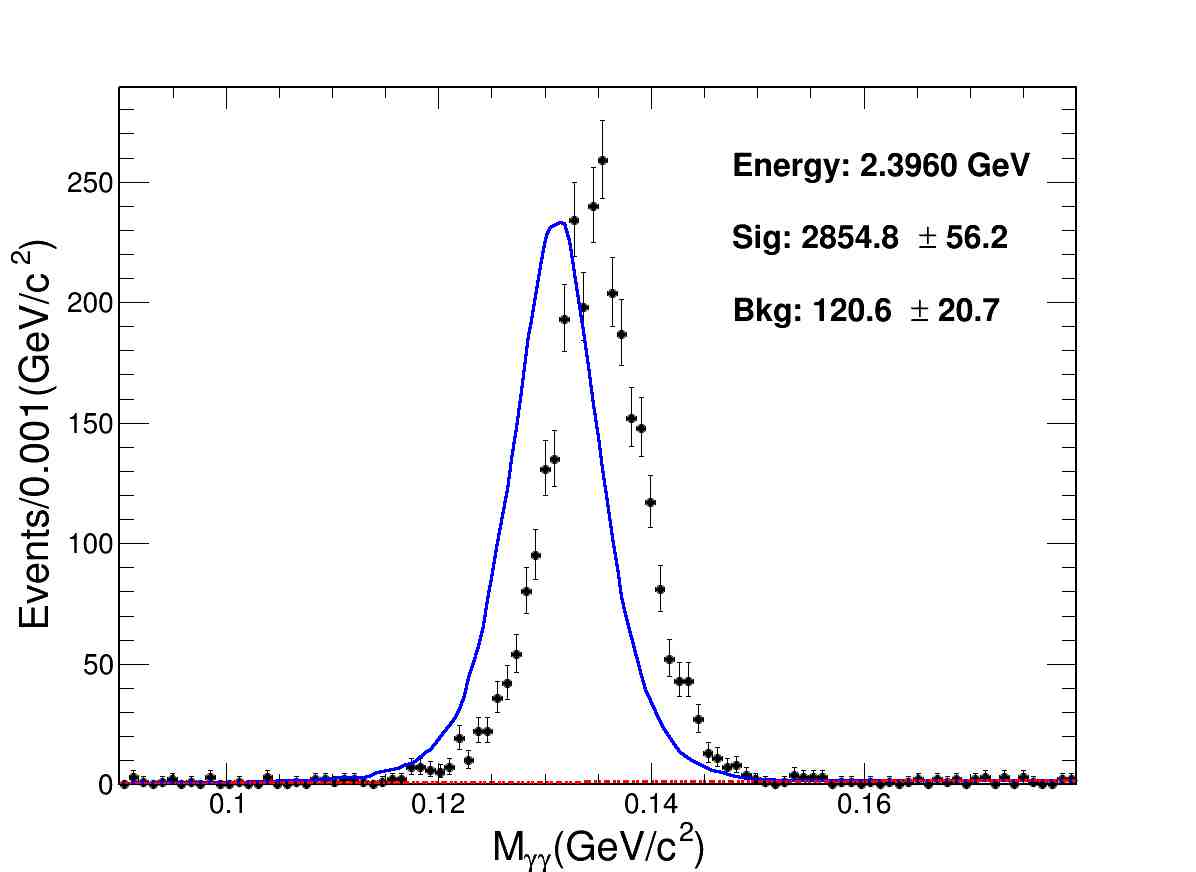 Energy: 2.3960 GeV
Sig: 2854.8 ± 56.2
Bkg: 120.6 ± 20.7
Events/0.001(GeV/c²)
250
200
150
100
50
0
0.1 0.12 0.14 0.16
Mγγ(GeV/c²)